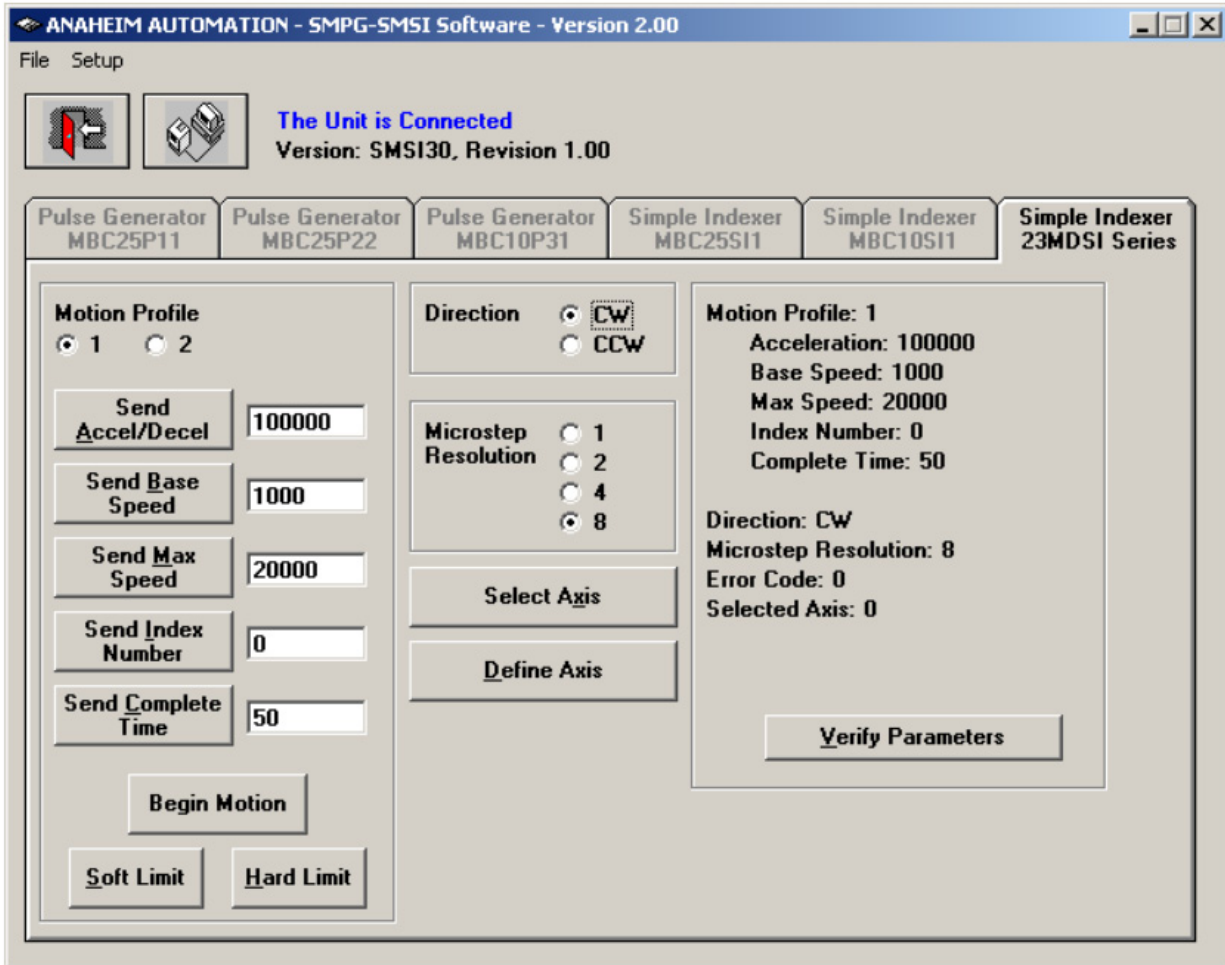 ANAHEIM AUTOMATION - SMPG-SMSI Software - Version 2.00
File Setup
The Unit is Connected
Version: SMSI30, Revision 1.00
Pulse Generator
MBC25P11
Pulse Generator
MBC25P22
Pulse Generator
MBC10P31
Simple Indexer
MBC25SI1
Simple Indexer
MBC10SI1
Simple Indexer
23MDSI Series
Motion Profile
1 2
Send
Accel/Decel
100000
Send Base
Speed
1000
Send Max
Speed
20000
Send Index
Number
0
Send Complete
Time
50
Begin Motion
Soft Limit
Hard Limit
Direction
CW
CCW
Microstep
Resolution
1
2
4
8
Select Axis
Define Axis
Motion Profile: 1
Acceleration: 100000
Base Speed: 1000
Max Speed: 20000
Index Number: 0
Complete Time: 50
Direction: CW
Microstep Resolution: 8
Error Code: 0
Selected Axis: 0
Verify Parameters